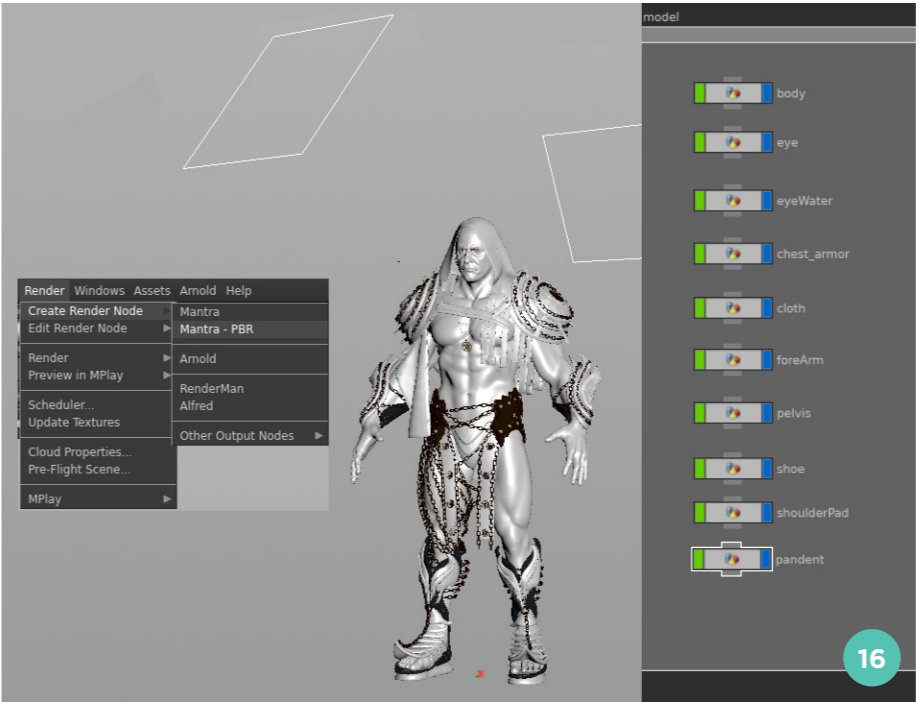 model
body
eye
eyeWater
chest_armor
cloth
foreArm
pelvis
shoe
shoulderPad
pandent
Render Windows Assets Arnold Help
Create Render Node
Edit Render Node
Render
Preview in MPlay
Scheduler...
Update Textures
Cloud Properties...
Pre-Flight Scene...
MPlay
Mantra
Mantra - PBR
Arnold
RenderMan
Alfred
Other Output Nodes
16